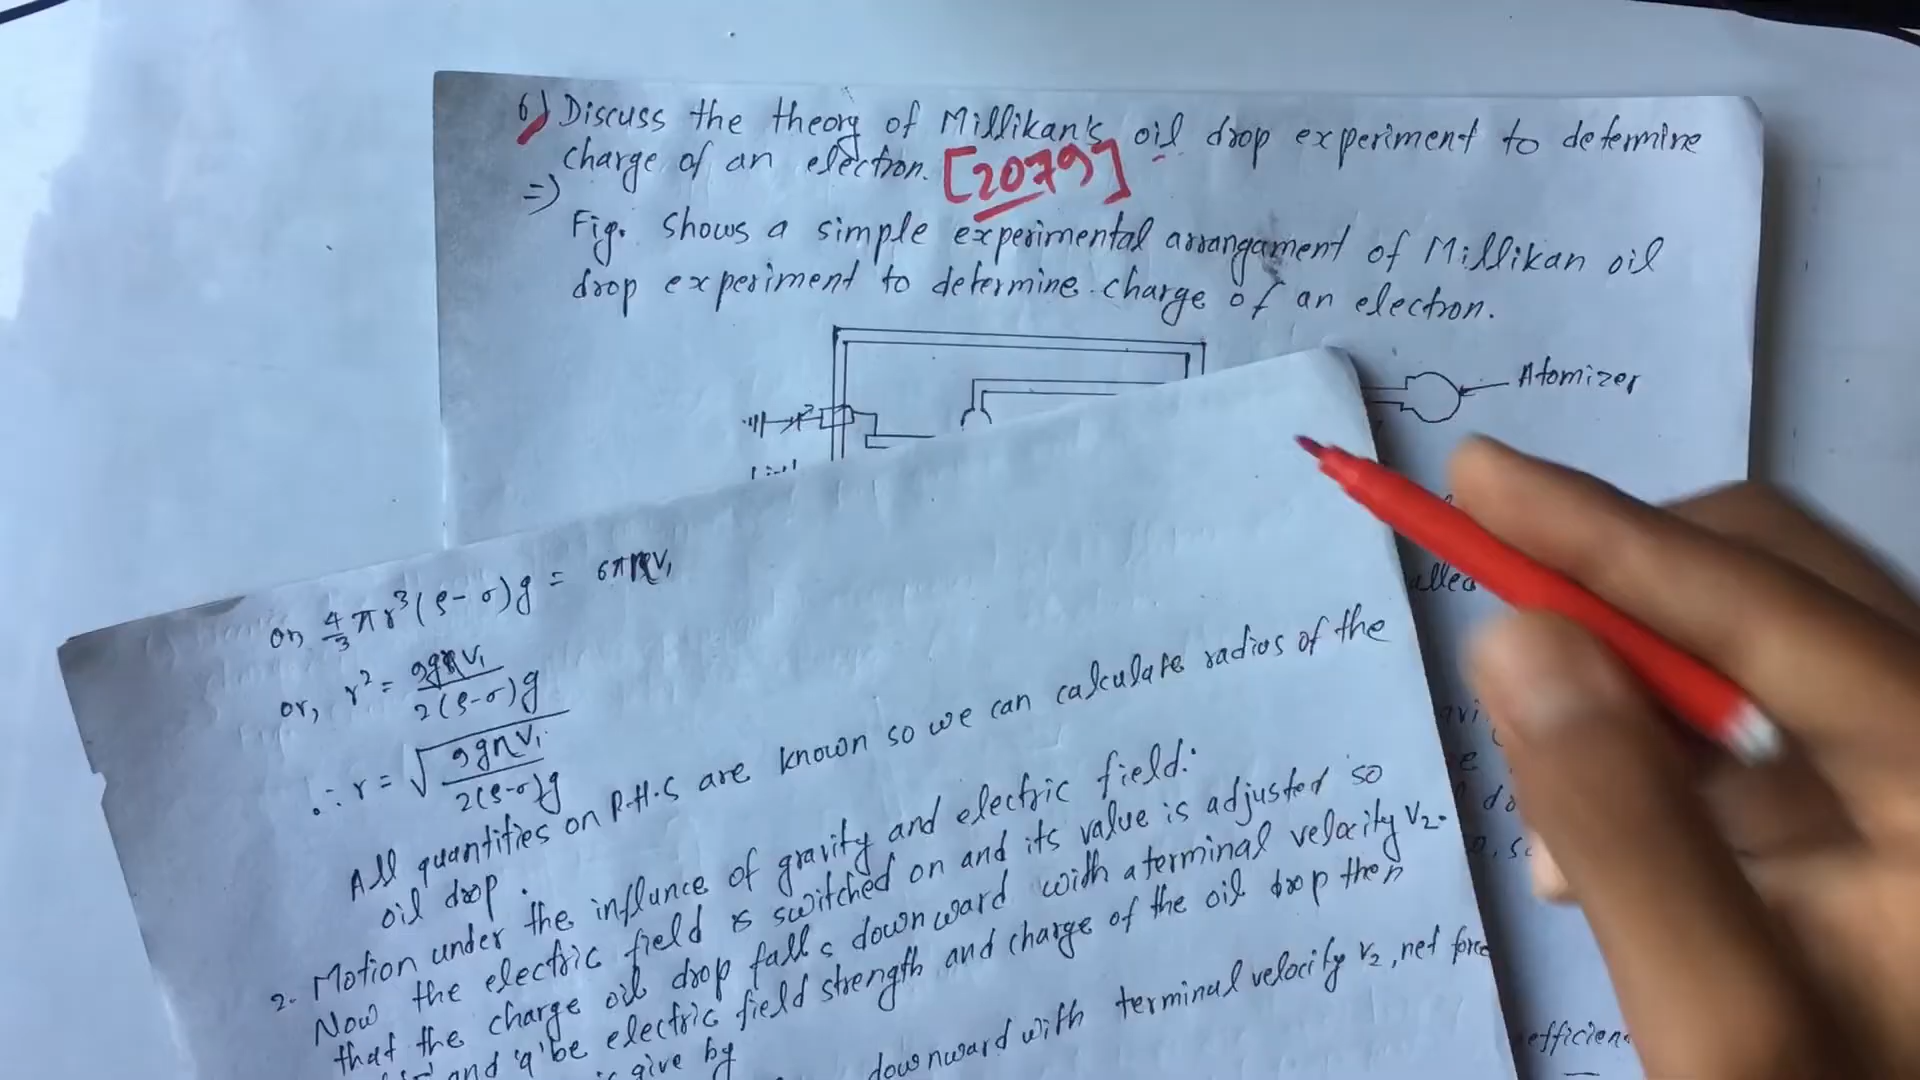 6) Discuss the theory of Millikan's oil drop experiment to determine
charge of an electron. [2079]
=>
Fig. Shows a simple experimental arrangament of Millikan oil
drop experiment to determine charge of an electron.
Atomizer
or, 4/3 πr³(ρ-σ)g = 6πηrv₁
or, r² = 9ηv₁ / 2(ρ-σ)g
∴ r = √(9ηv₁ / 2(ρ-σ)g)
All quantities on R.H.S are known so we can calculate radius of the
oil drop.
2. Motion under the influnce of gravity and electric field.
Now the electric field is switched on and its value is adjusted so
that the charge oil drop falls downward with a terminal velocity v₂.
and 'q' be electric field strength and charge of the oil drop then
give by
downward with terminal velocity v₂, net force